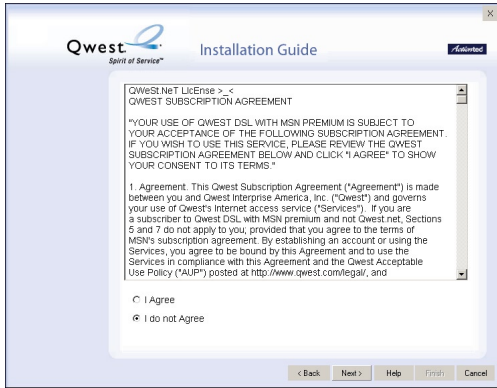 Qwest.
Spirit of Service™
Installation Guide
Actiontec
QWeSt.NeT LIcEnse >_<
QWEST SUBSCRIPTION AGREEMENT
"YOUR USE OF QWEST DSL WITH MSN PREMIUM IS SUBJECT TO
YOUR ACCEPTANCE OF THE FOLLOWING SUBSCRIPTION AGREEMENT.
IF YOU WISH TO USE THIS SERVICE, PLEASE REVIEW THE QWEST
SUBSCRIPTION AGREEMENT BELOW AND CLICK "I AGREE" TO SHOW
YOUR CONSENT TO ITS TERMS."
1. Agreement. This Qwest Subscription Agreement ("Agreement") is made
between you and Qwest Interprise America, Inc. ("Qwest") and governs
your use of Qwest's Internet access service ("Services"). If you are
a subscriber to Qwest DSL with MSN premium and not Qwest.net, Sections
5 and 7 do not apply to you; provided that you agree to the terms of
MSN's subscription agreement. By establishing an account or using the
Services, you agree to be bound by this Agreement and to use the
Services in compliance with this Agreement and the Qwest Acceptable
Use Policy ("AUP") posted at http://www.qwest.com/legal/, and
I Agree
I do not Agree
< Back
Next >
Help
Finish
Cancel